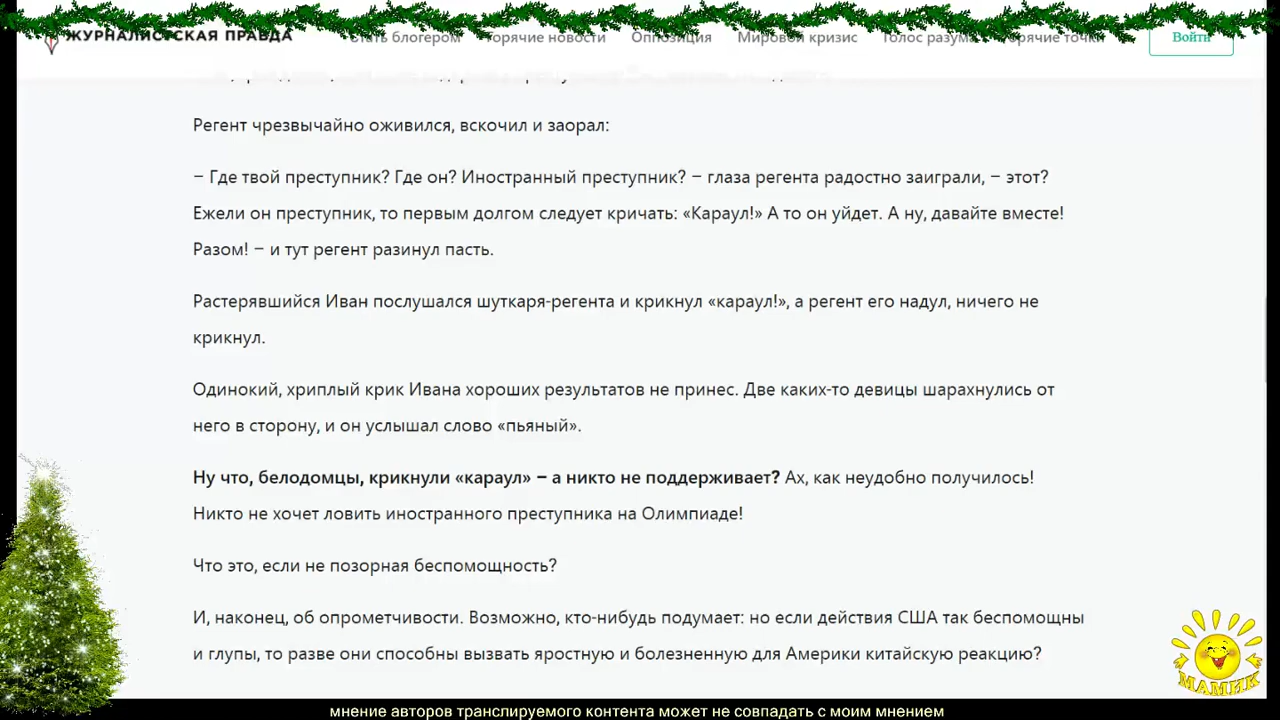 ЖУРНАЛИСТСКАЯ ПРАВДА Стать блогером Горячие новости Оппозиция Мировой кризис Голос разума Горячие точки Войти
Регент чрезвычайно оживился, вскочил и заорал:
– Где твой преступник? Где он? Иностранный преступник? – глаза регента радостно заиграли, – этот?
Ежели он преступник, то первым долгом следует кричать: «Караул!» А то он уйдет. А ну, давайте вместе!
Разом! – и тут регент разинул пасть.
Растерявшийся Иван послушался шуткаря-регента и крикнул «караул!», а регент его надул, ничего не
крикнул.
Одинокий, хриплый крик Ивана хороших результатов не принес. Две каких-то девицы шарахнулись от
него в сторону, и он услышал слово «пьяный».
Ну что, белодомцы, крикнули «караул» – а никто не поддерживает? Ах, как неудобно получилось!
Никто не хочет ловить иностранного преступника на Олимпиаде!
Что это, если не позорная беспомощность?
И, наконец, об опрометчивости. Возможно, кто-нибудь подумает: но если действия США так беспомощны
и глупы, то разве они способны вызвать яростную и болезненную для Америки китайскую реакцию?
МАМИК
мнение авторов транслируемого контента может не совпадать с моим мнением